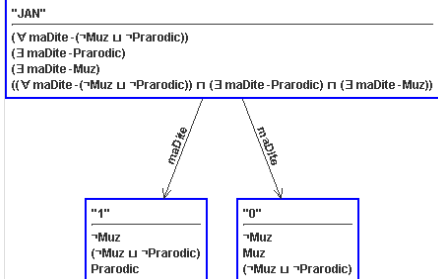 "JAN"
(∀ maDite -(¬Muz ⊔ ¬Prarodic))
(∃ maDite -Prarodic)
(∃ maDite -Muz)
((∀ maDite -(¬Muz ⊔ ¬Prarodic)) ⊓ (∃ maDite -Prarodic) ⊓ (∃ maDite -Muz))
maDite
maDite
"1"
¬Muz
(¬Muz ⊔ ¬Prarodic)
Prarodic
"0"
¬Muz
Muz
(¬Muz ⊔ ¬Prarodic)